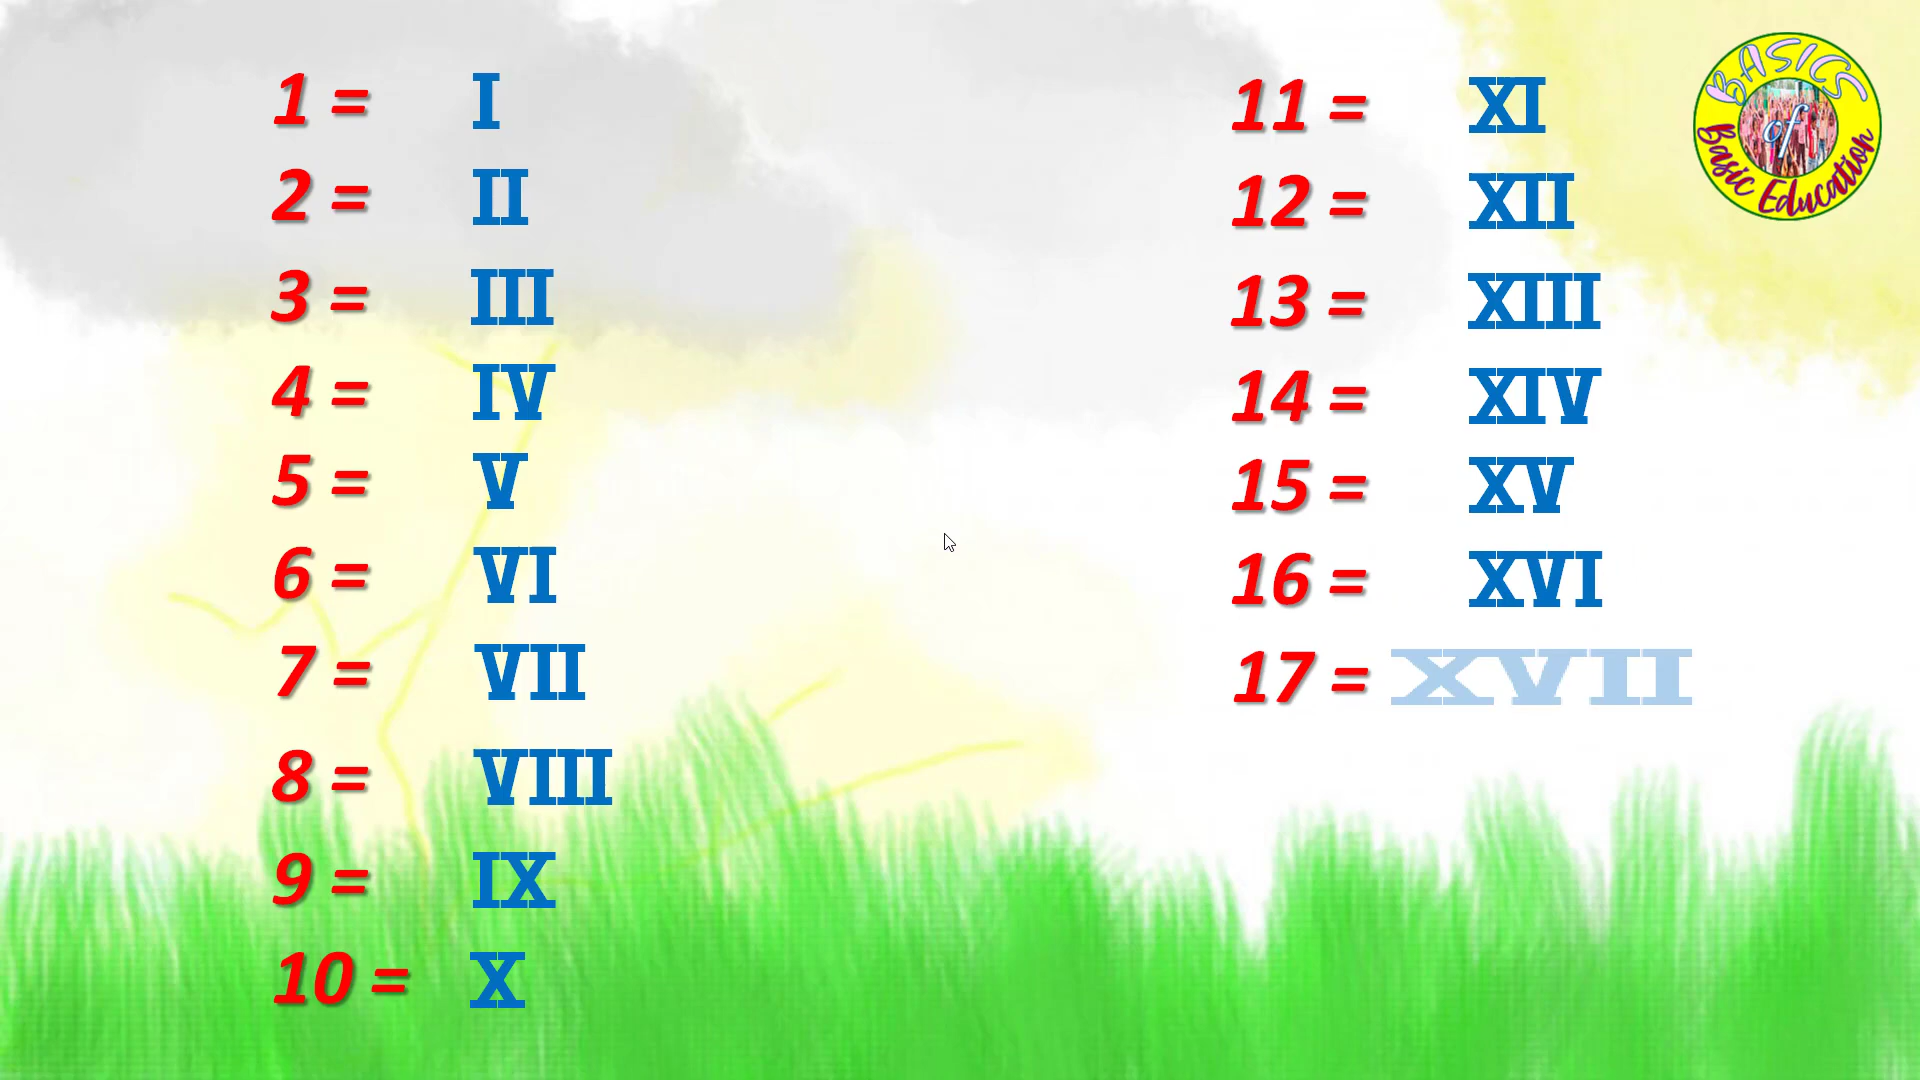 1 = I
2 = II
3 = III
4 = IV
5 = V
6 = VI
7 = VII
8 = VIII
9 = IX
10 = X
11 = XI
12 = XII
13 = XIII
14 = XIV
15 = XV
16 = XVI
17 = XVII
BASICS
of
Basic Education